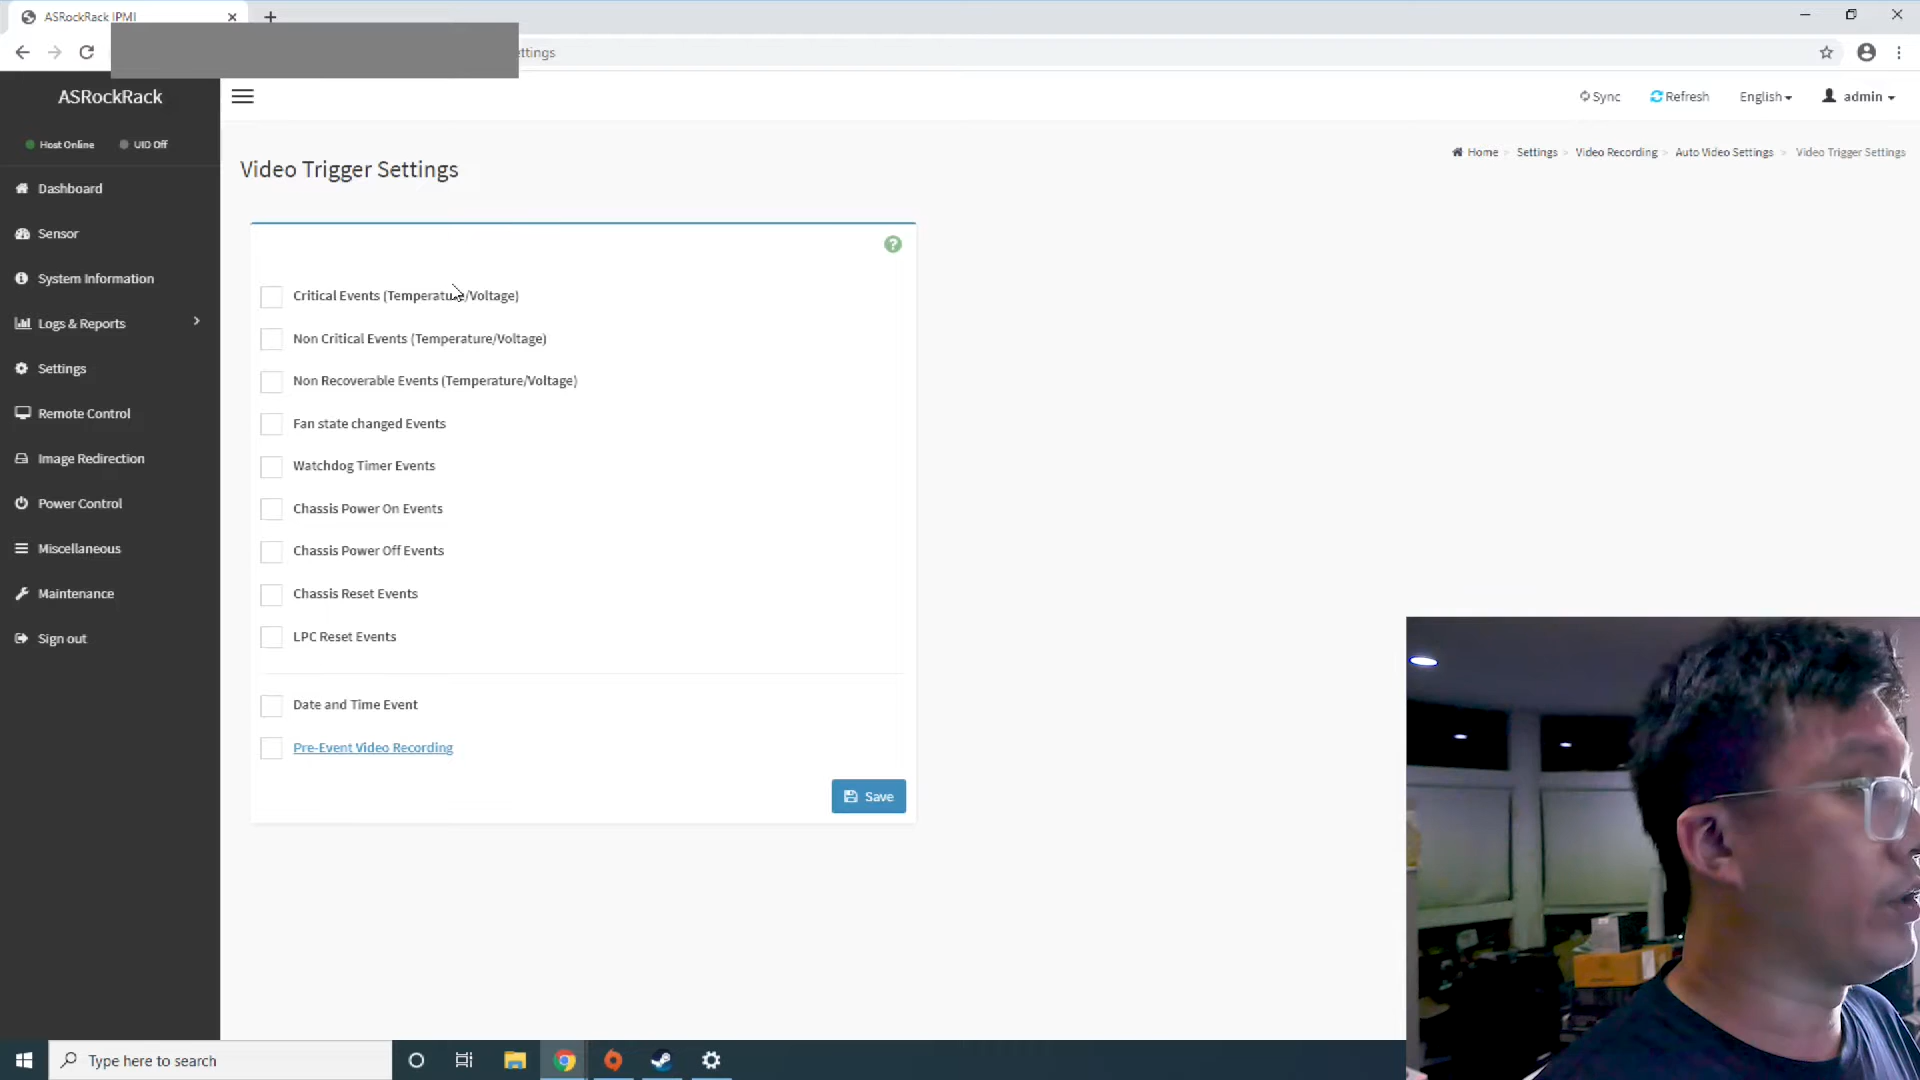 ASRockRack IPMI
ettings
ASRockRack
Sync
Refresh
English
admin
Host Online
UID Off
Home > Settings > Video Recording > Auto Video Settings > Video Trigger Settings
Video Trigger Settings
Dashboard
Sensor
System Information
Logs & Reports
Settings
Remote Control
Image Redirection
Power Control
Miscellaneous
Maintenance
Sign out
?
Critical Events (Temperature/Voltage)
Non Critical Events (Temperature/Voltage)
Non Recoverable Events (Temperature/Voltage)
Fan state changed Events
Watchdog Timer Events
Chassis Power On Events
Chassis Power Off Events
Chassis Reset Events
LPC Reset Events
Date and Time Event
Pre-Event Video Recording
Save
Type here to search